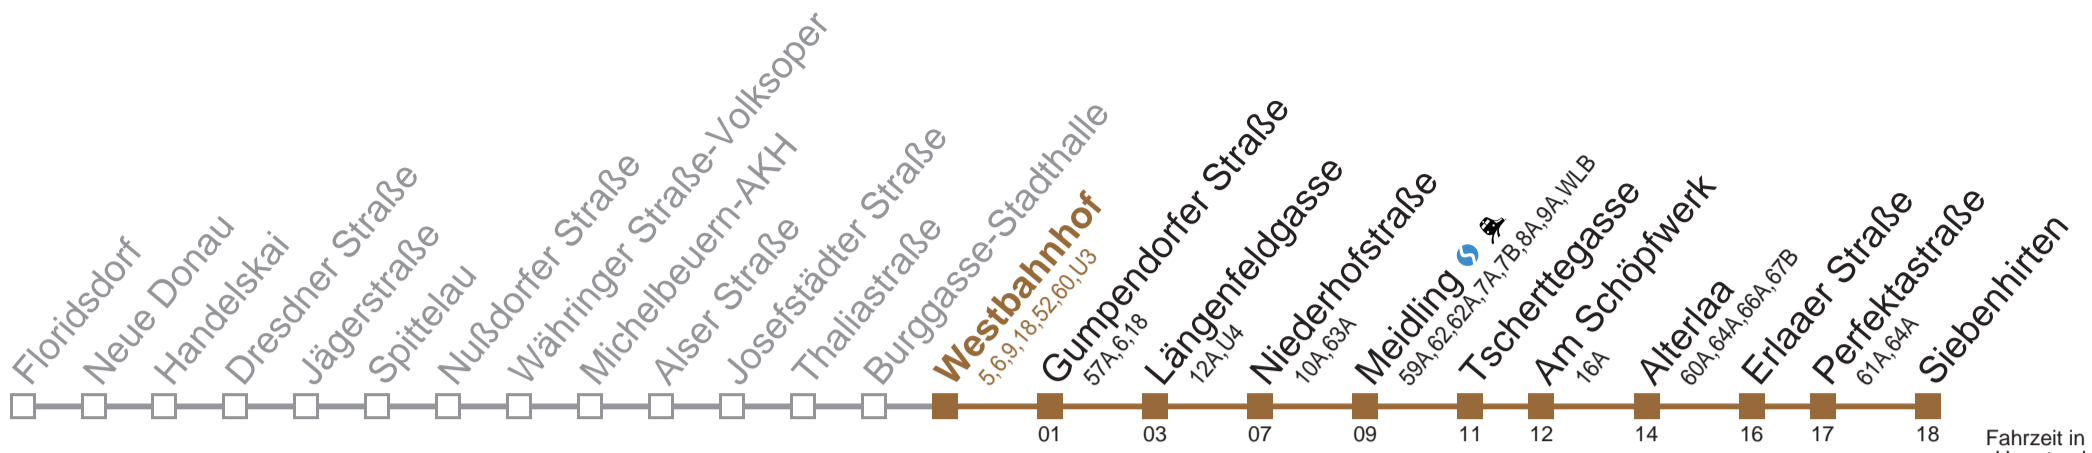 Floridsdorf
Neue Donau
Handelskai
Dresdner Straße
Jägerstraße
Spittelau
Nußdorfer Straße
Währinger Straße-Volksoper
Michelbeuern-AKH
Alser Straße
Josefstädter Straße
Thaliastraße
Burggasse-Stadthalle
Westbahnhof
5,6,9,18,52,60,U3
Gumpendorfer Straße
57A,6,18
Längenfeldgasse
12A,U4
Niederhofstraße
10A,63A
Meidling
59A,62,62A,7A,7B,8A,9A,WLB
Tscherttegasse
Am Schöpfwerk
16A
Alterlaa
60A,64A,66A,67B
Erlaaer Straße
Perfektastraße
61A,64A
Siebenhirten
01 03 07 09 11 12 14 16 17 18
Fahrzeit in